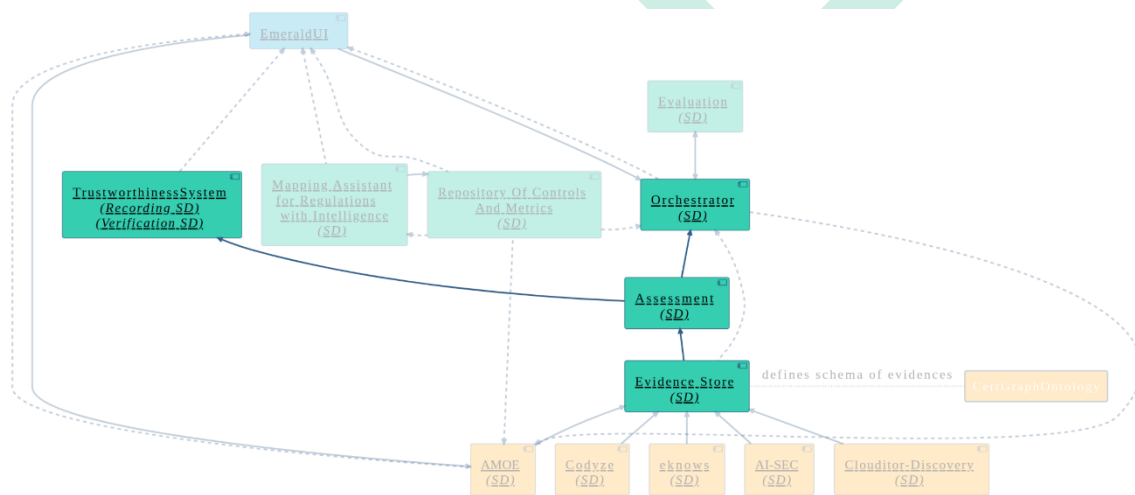 EmeraldUI
Evaluation
(SD)
TrustworthinessSystem
(Recording SD)
(Verification SD)
Mapping Assistant
for Regulations
with Intelligence
(SD)
Repository Of Controls
And Metrics
(SD)
Orchestrator
(SD)
Assessment
(SD)
Evidence Store
(SD)
defines schema of evidences
CertGraphOntology
AMOE
(SD)
Codyze
(SD)
eknows
(SD)
AI-SEC
(SD)
Clouditor-Discovery
(SD)